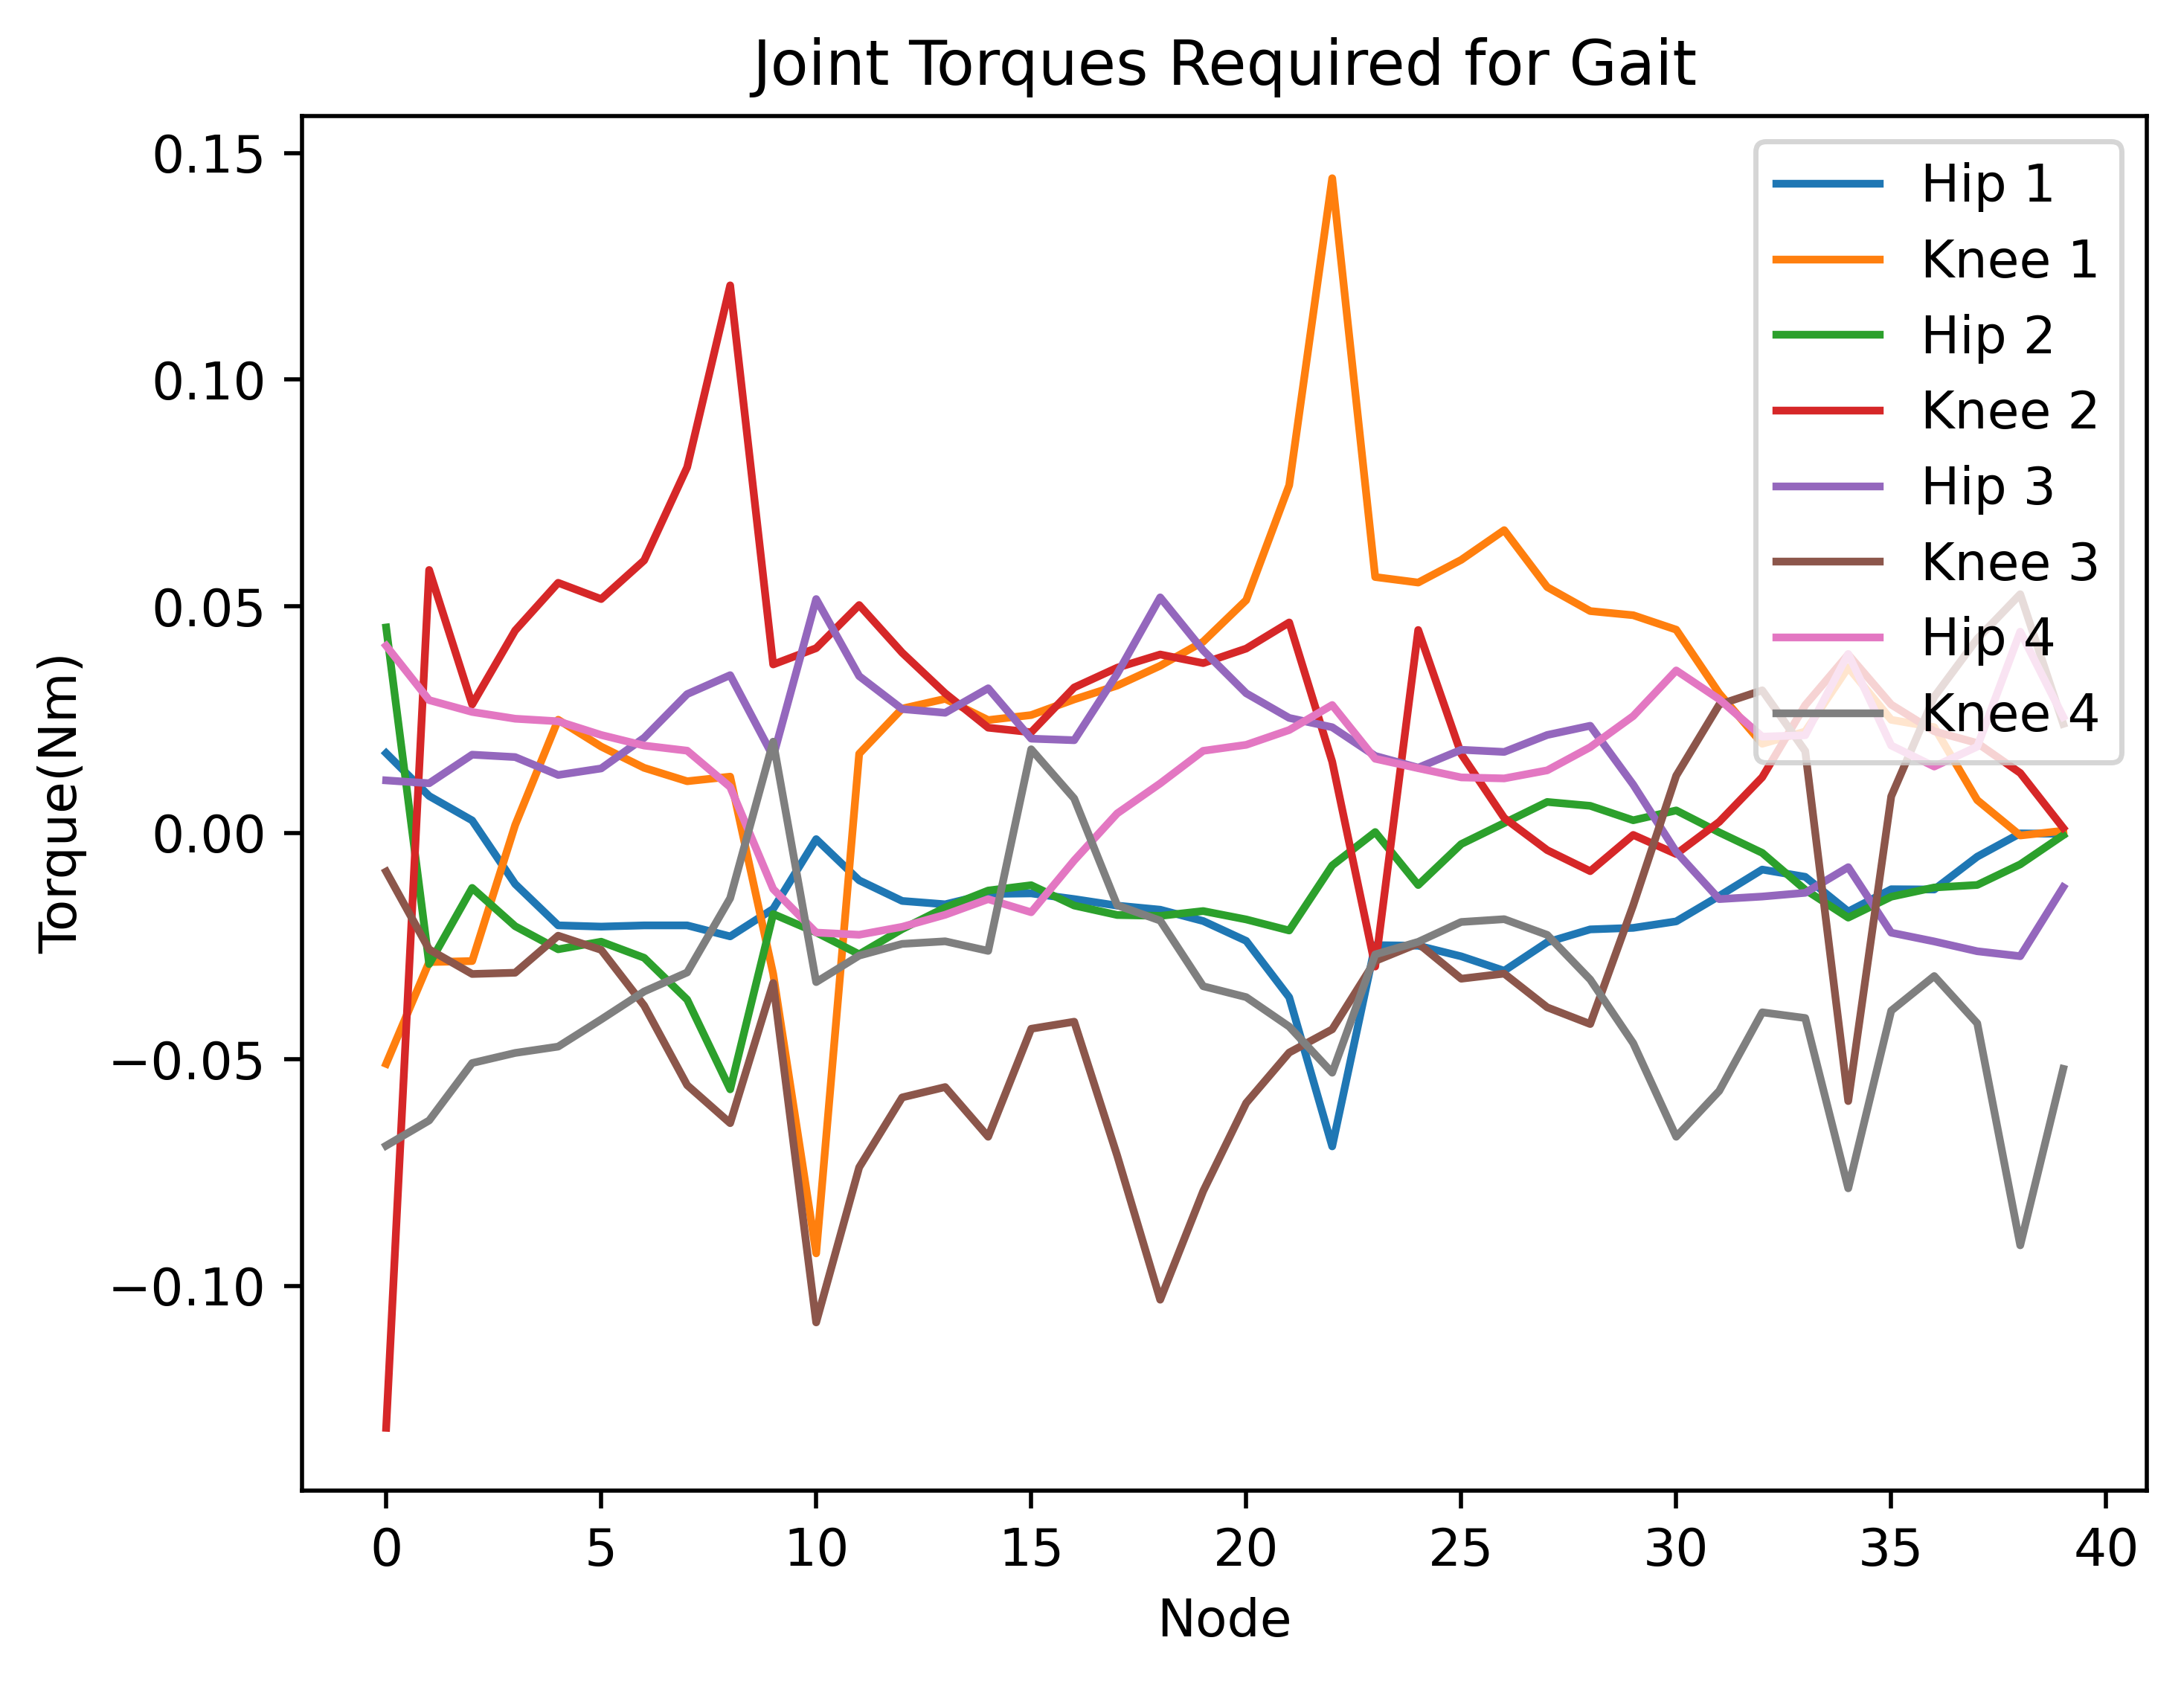 Joint Torques Required for Gait
Torque(Nm)
0.15
0.10
0.05
0.00
−0.05
−0.10
Hip 1
Knee 1
Hip 2
Knee 2
Hip 3
Knee 3
Hip 4
Knee 4
0 5 10 15 20 25 30 35 40
Node